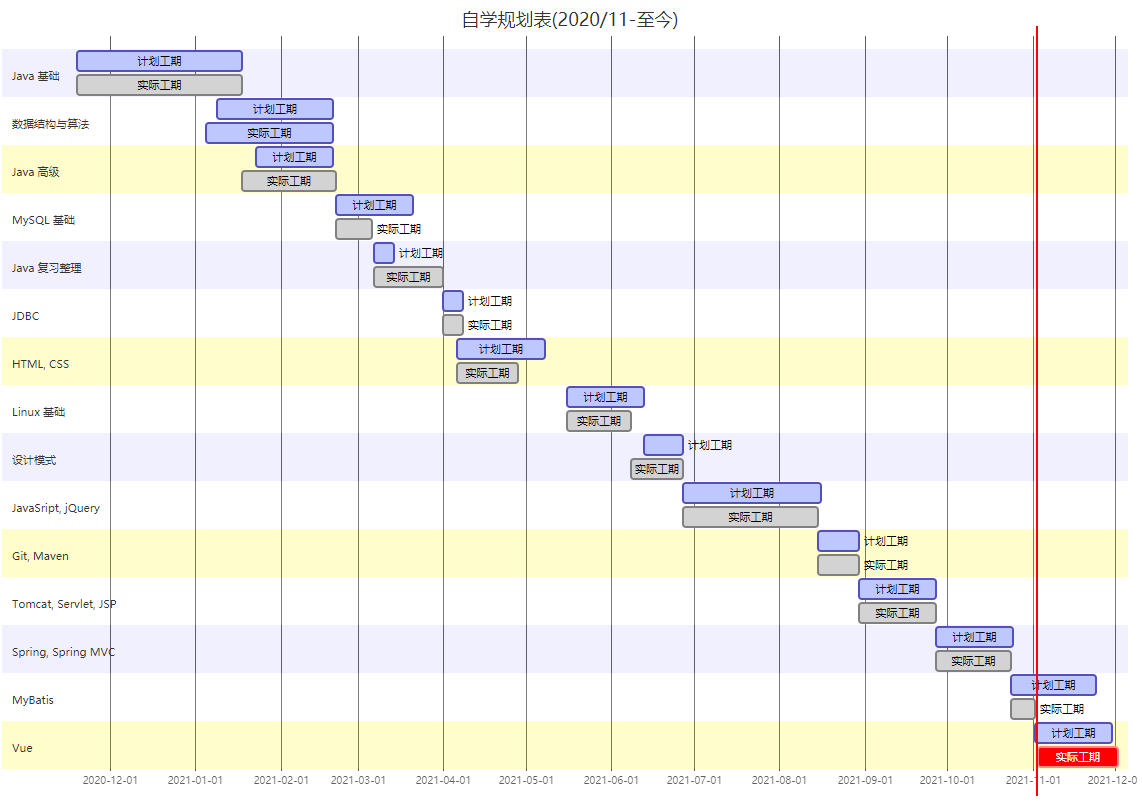 自学规划表(2020/11-至今)
计划工期
Java 基础
实际工期
计划工期
数据结构与算法
实际工期
计划工期
Java 高级
实际工期
计划工期
MySQL 基础
实际工期
计划工期
Java 复习整理
实际工期
计划工期
JDBC
实际工期
计划工期
HTML, CSS
实际工期
计划工期
Linux 基础
实际工期
计划工期
设计模式
实际工期
计划工期
JavaSript, jQuery
实际工期
计划工期
Git, Maven
实际工期
计划工期
Tomcat, Servlet, JSP
实际工期
计划工期
Spring, Spring MVC
实际工期
计划工期
MyBatis
实际工期
计划工期
Vue
实际工期
2020-12-01 2021-01-01 2021-02-01 2021-03-01 2021-04-01 2021-05-01 2021-06-01 2021-07-01 2021-08-01 2021-09-01 2021-10-01 2021-11-01 2021-12-0